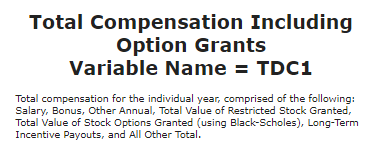 Total Compensation Including
Option Grants
Variable Name = TDC1
Total compensation for the individual year, comprised of the following:
Salary, Bonus, Other Annual, Total Value of Restricted Stock Granted,
Total Value of Stock Options Granted (using Black-Scholes), Long-Term
Incentive Payouts, and All Other Total.